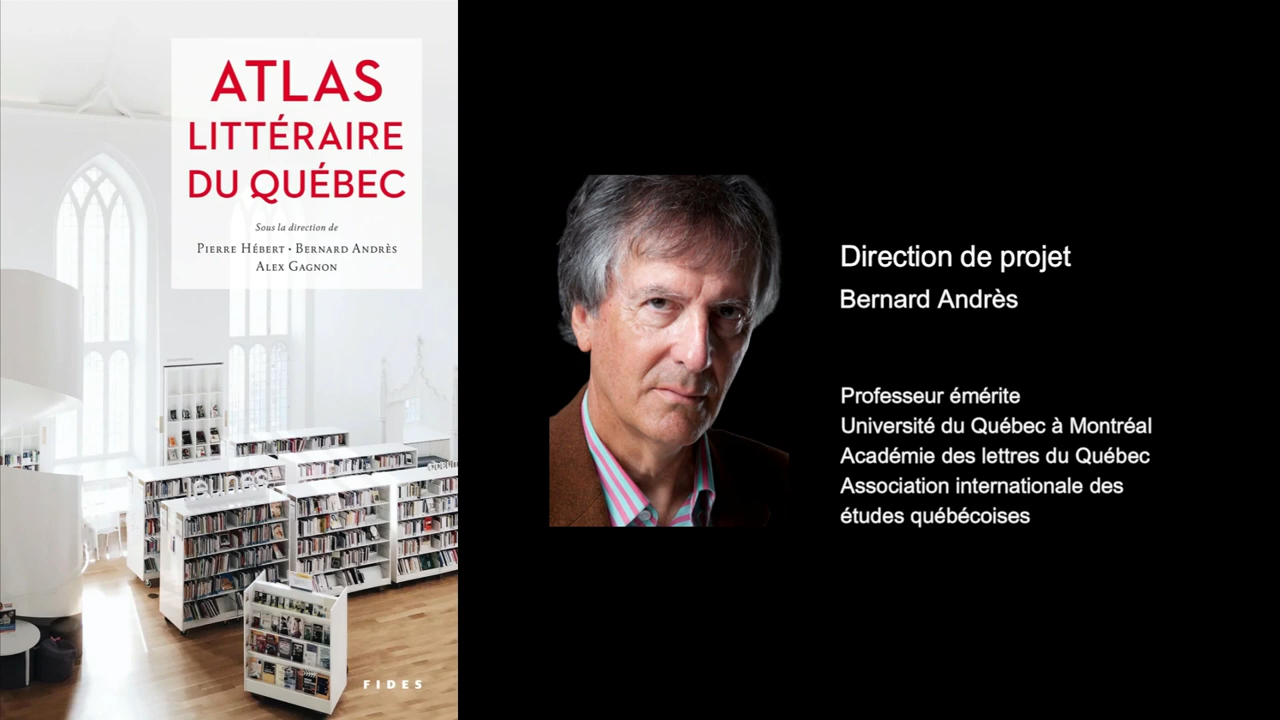 ATLAS
LITTÉRAIRE
DU QUÉBEC
Sous la direction de
PIERRE HÉBERT • BERNARD ANDRÈS
ALEX GAGNON
FIDES
Direction de projet
Bernard Andrès
Professeur émérite
Université du Québec à Montréal
Académie des lettres du Québec
Association internationale des
études québécoises